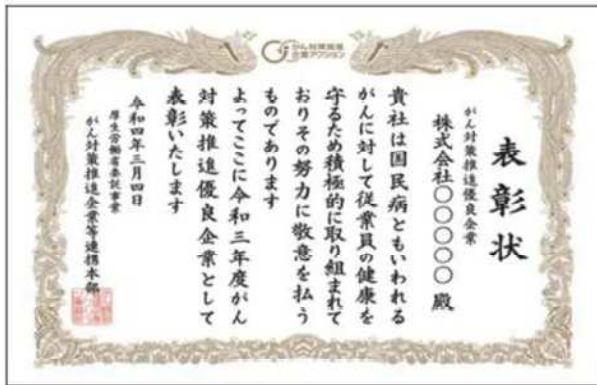 がん対策推進
企業アクション
表彰状
がん対策推進優良企業
株式会社〇〇〇〇〇 殿
貴社は国民病ともいわれる
がんに対して従業員の健康を
守るため積極的に取り組まれて
おりその努力に敬意を払う
ものであります
よってここに令和三年度がん
対策推進優良企業として
表彰いたします
令和四年三月四日
厚生労働省委託事業
がん対策推進企業等連携本部